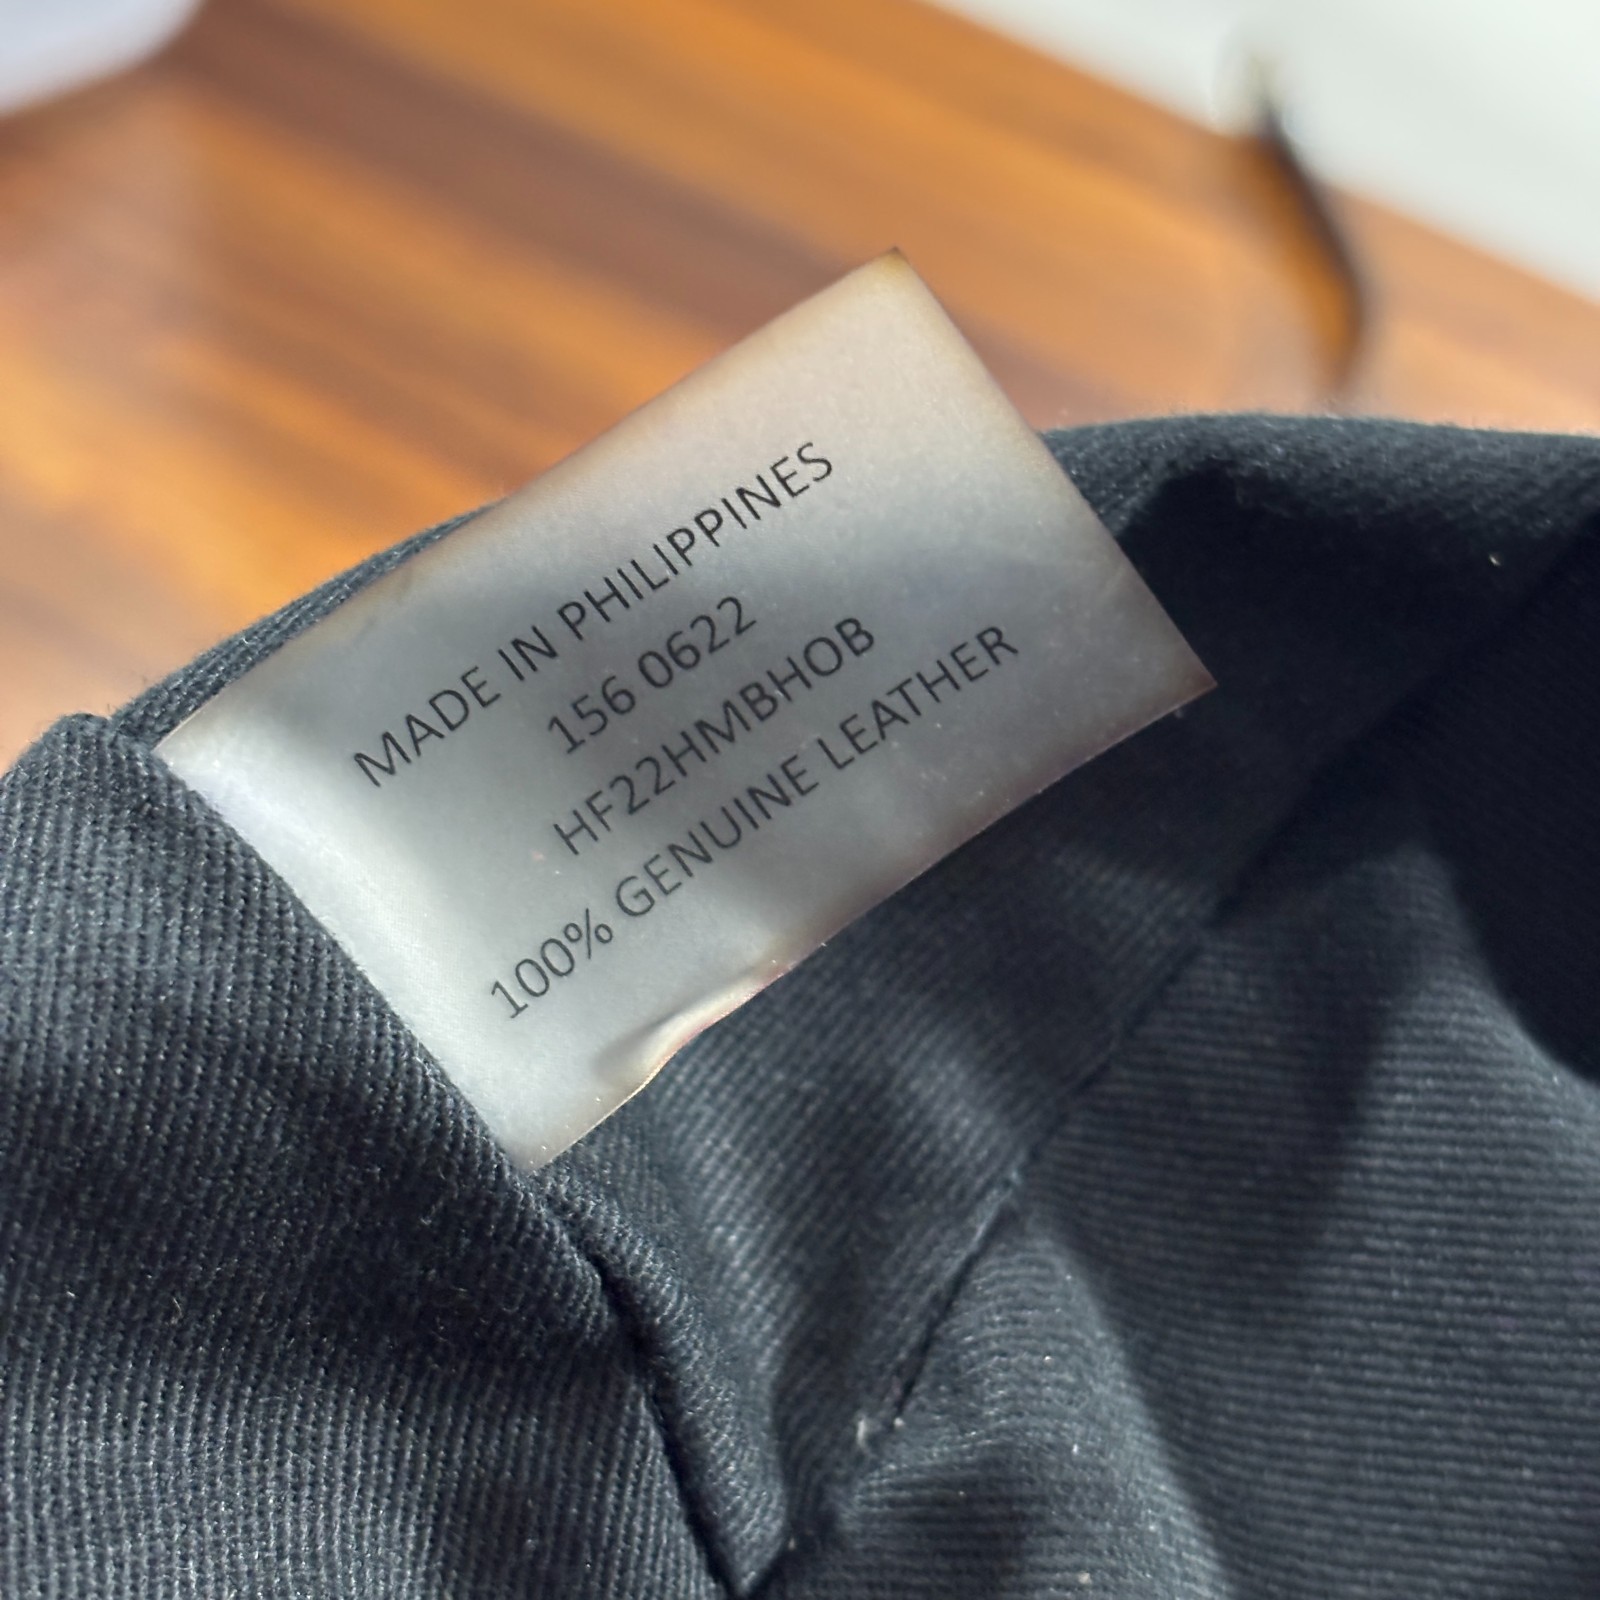 MADE IN PHILIPPINES
156 0622
HF22HMBHOB
100% GENUINE LEATHER